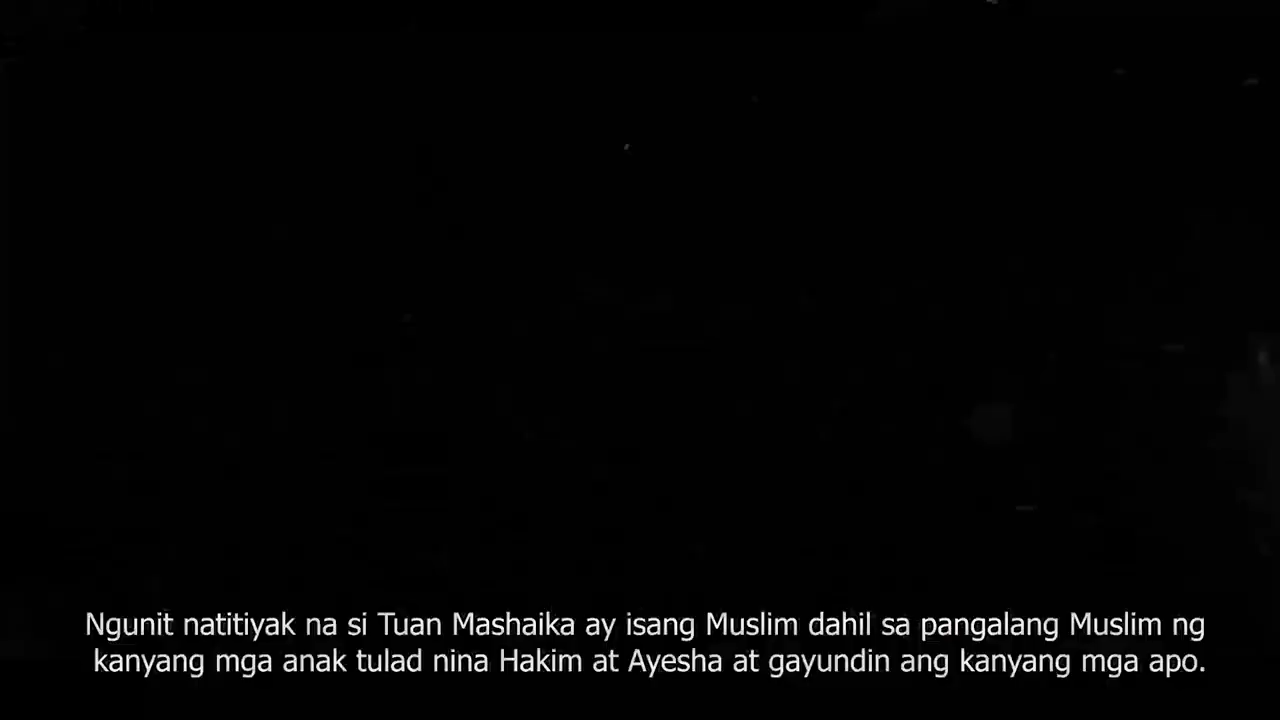 Ngunit natitiyak na si Tuan Mashaika ay isang Muslim dahil sa pangalang Muslim ng
kanyang mga anak tulad nina Hakim at Ayesha at gayundin ang kanyang mga apo.